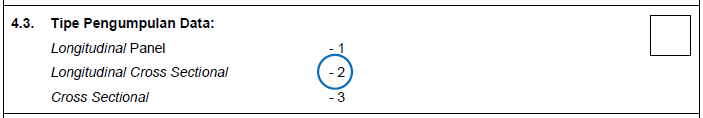 4.3. Tipe Pengumpulan Data:
Longitudinal Panel - 1
Longitudinal Cross Sectional - 2
Cross Sectional - 3